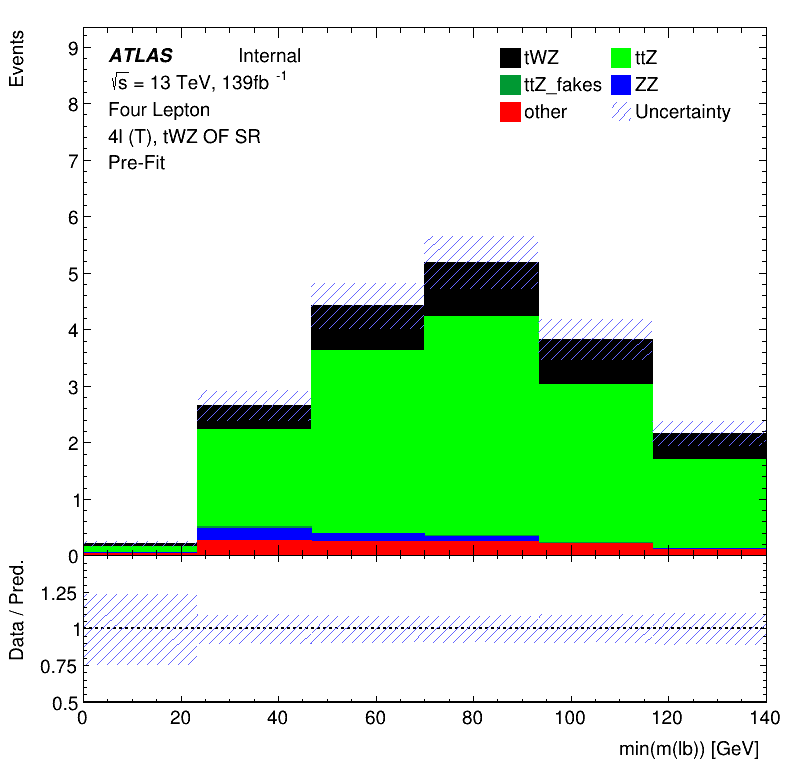 Events
9
8
7
6
5
4
3
2
1
0
ATLAS Internal
√s = 13 TeV, 139fb -1
Four Lepton
4l (T), tWZ OF SR
Pre-Fit
tWZ ttZ
ttZ_fakes ZZ
other Uncertainty
Data / Pred.
1.25
1
0.75
0.5
0 20 40 60 80 100 120 140
min(m(lb)) [GeV]